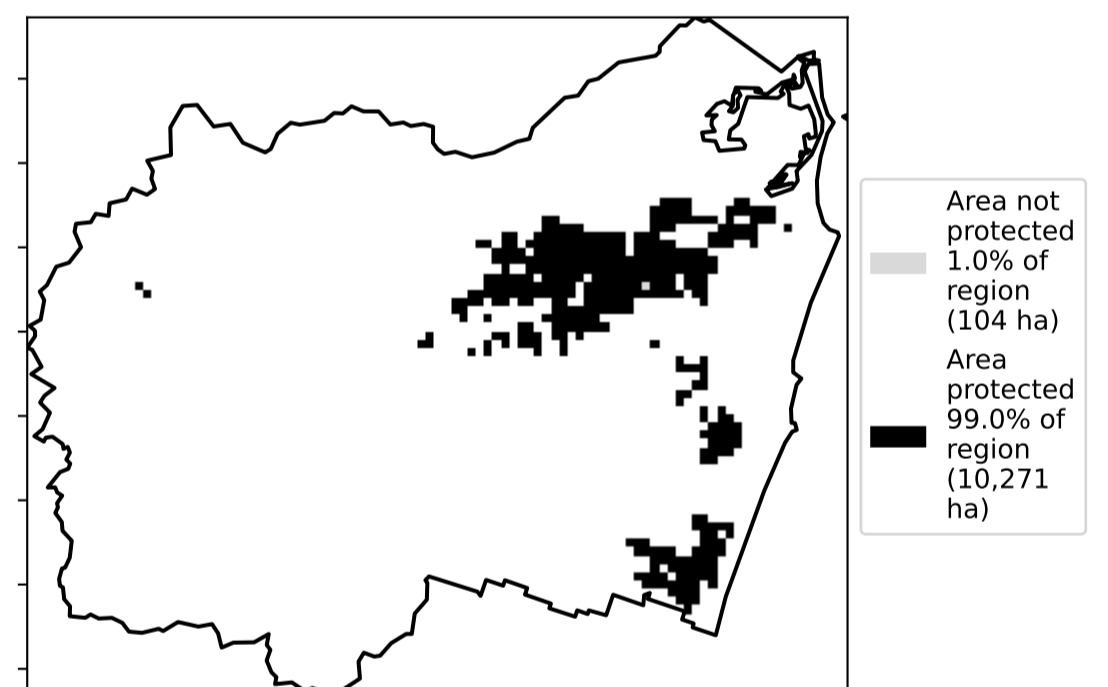 Area not
protected
1.0% of
region
(104 ha)
Area
protected
99.0% of
region
(10,271
ha)